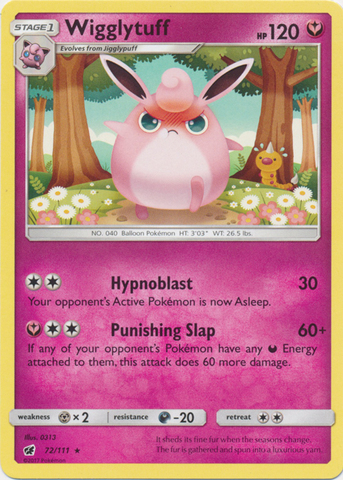 STAGE 1
Wigglytuff
HP 120
Evolves from Jigglypuff
NO. 040 Balloon Pokémon HT: 3'03" WT: 26.5 lbs.
Hypnoblast 30
Your opponent's Active Pokémon is now Asleep.
Punishing Slap 60+
If any of your opponent's Pokémon have any Energy
attached to them, this attack does 60 more damage.
weakness ×2 resistance -20 retreat
Illus. 0313
72/111 ★
©2017 Pokémon
It sheds its fine fur when the seasons change.
The fur is gathered and spun into a luxurious yarn.